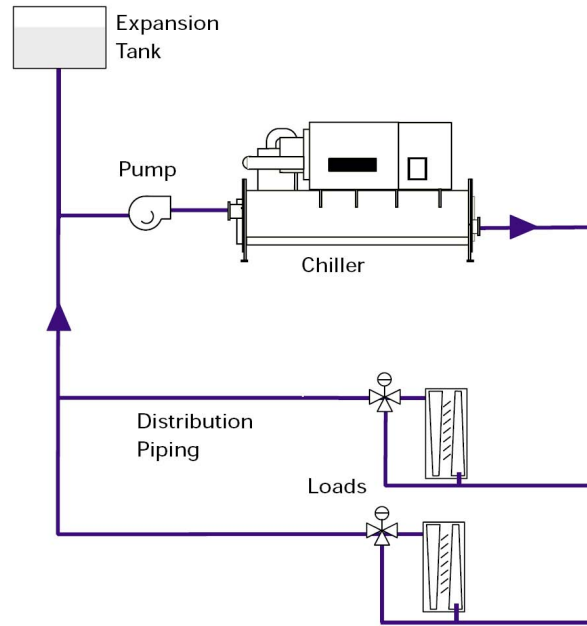 Expansion
Tank
Pump
Chiller
Distribution
Piping
Loads